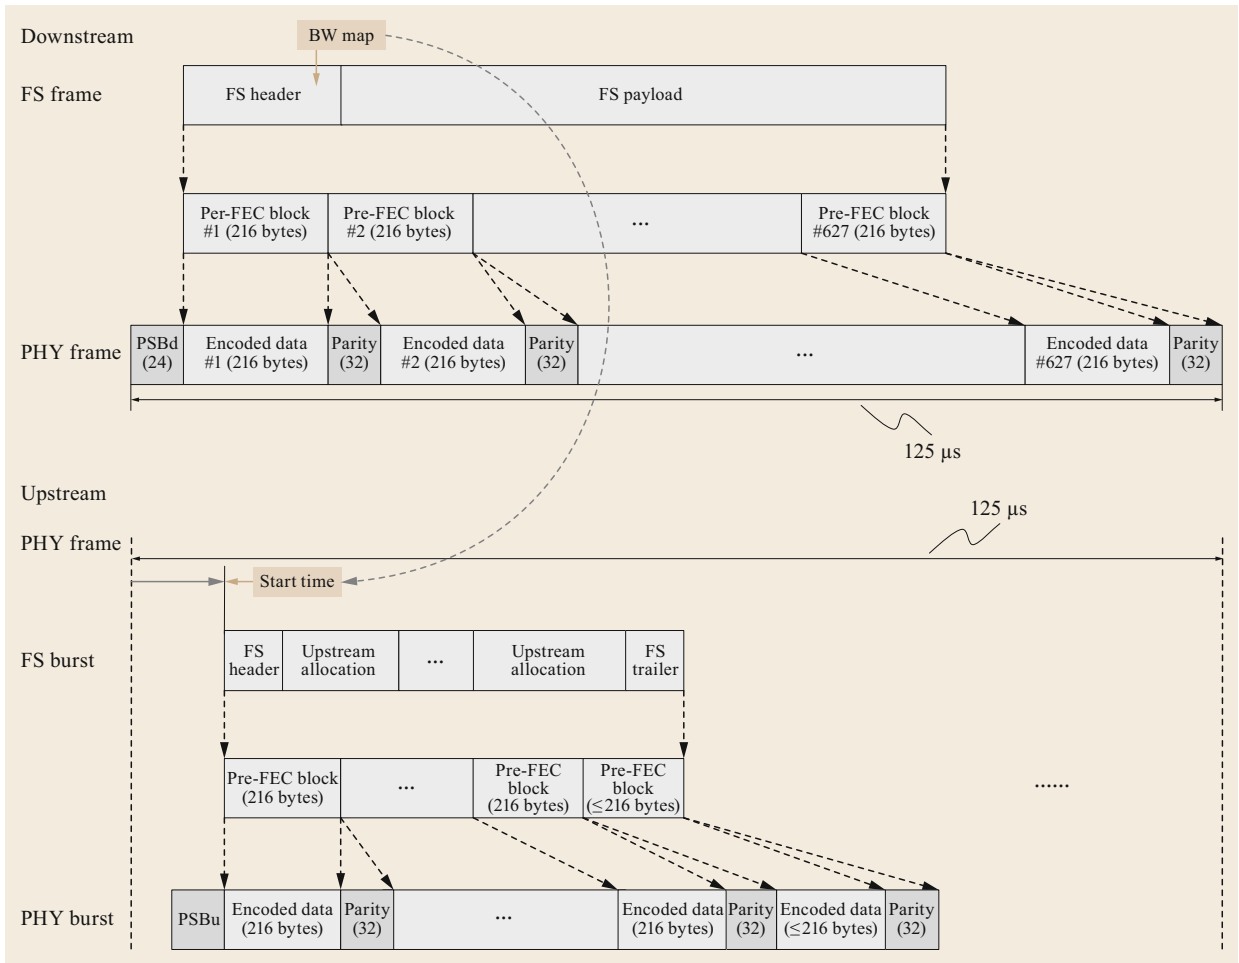 Downstream
BW map
FS frame
FS header
FS payload
Per-FEC block
#1 (216 bytes)
Pre-FEC block
#2 (216 bytes)
...
Pre-FEC block
#627 (216 bytes)
PHY frame
PSBd
(24)
Encoded data
#1 (216 bytes)
Parity
(32)
Encoded data
#2 (216 bytes)
Parity
(32)
...
Encoded data
#627 (216 bytes)
Parity
(32)
125 µs
Upstream
125 µs
PHY frame
Start time
FS burst
FS
header
Upstream
allocation
...
Upstream
allocation
FS
trailer
Pre-FEC block
(216 bytes)
...
Pre-FEC
block
(216 bytes)
Pre-FEC
block
(≤216 bytes)
......
PHY burst
PSBu
Encoded data
(216 bytes)
Parity
(32)
...
Encoded data
(216 bytes)
Parity
(32)
Encoded data
(≤216 bytes)
Parity
(32)